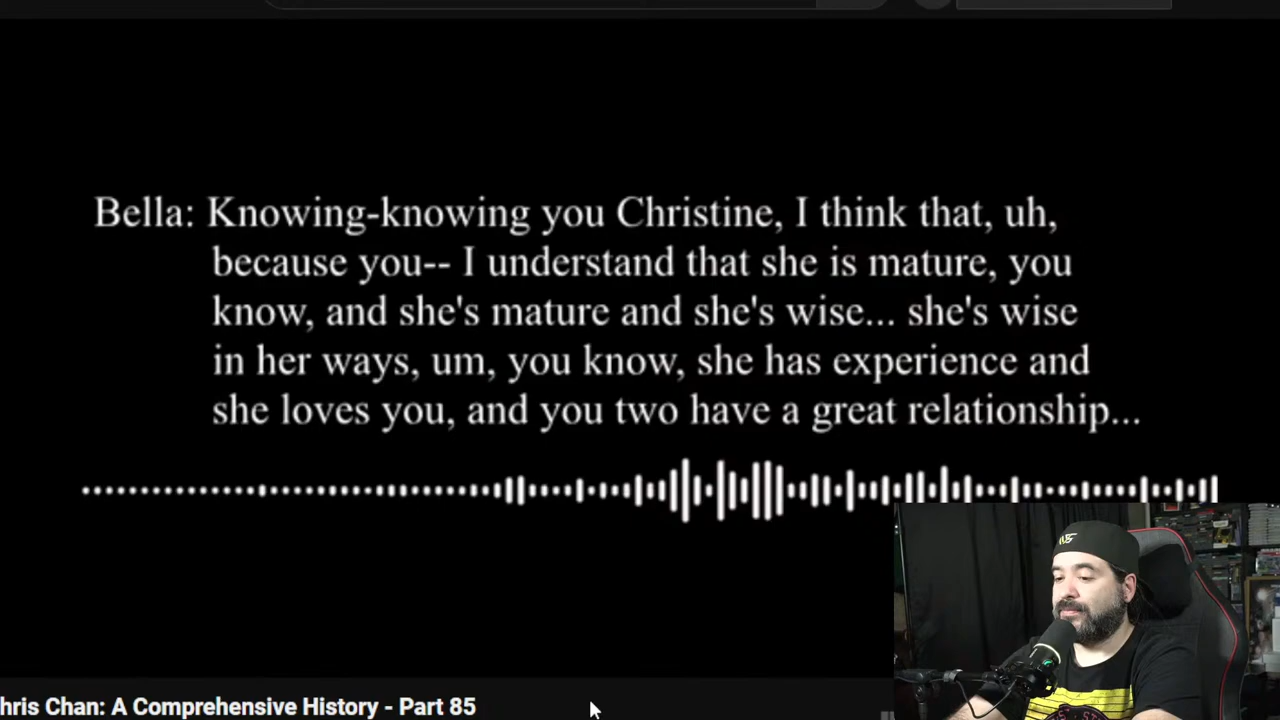 Bella: Knowing-knowing you Christine, I think that, uh,
because you-- I understand that she is mature, you
know, and she's mature and she's wise... she's wise
in her ways, um, you know, she has experience and
she loves you, and you two have a great relationship...
hris Chan: A Comprehensive History - Part 85